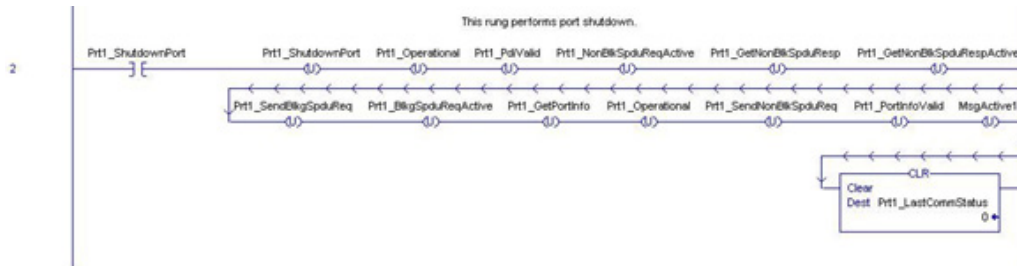 This rung performs port shutdown.
Prt1_ShutdownPort Prt1_ShutdownPort Prt1_Operational Prt1_PdiValid Prt1_NonBlkSpduReqActive Prt1_GetNonBlkSpduResp Prt1_GetNonBlkSpduRespActive
2 U U U U U U
Prt1_SendBlkgSpduReq Prt1_BlkgSpduReqActive Prt1_GetPortInfo Prt1_Operational Prt1_SendNonBlkSpduReq Prt1_PortInfoValid MsgActive1
U U U U U U U
CLR
Clear
Dest Prt1_LastCommStatus
0